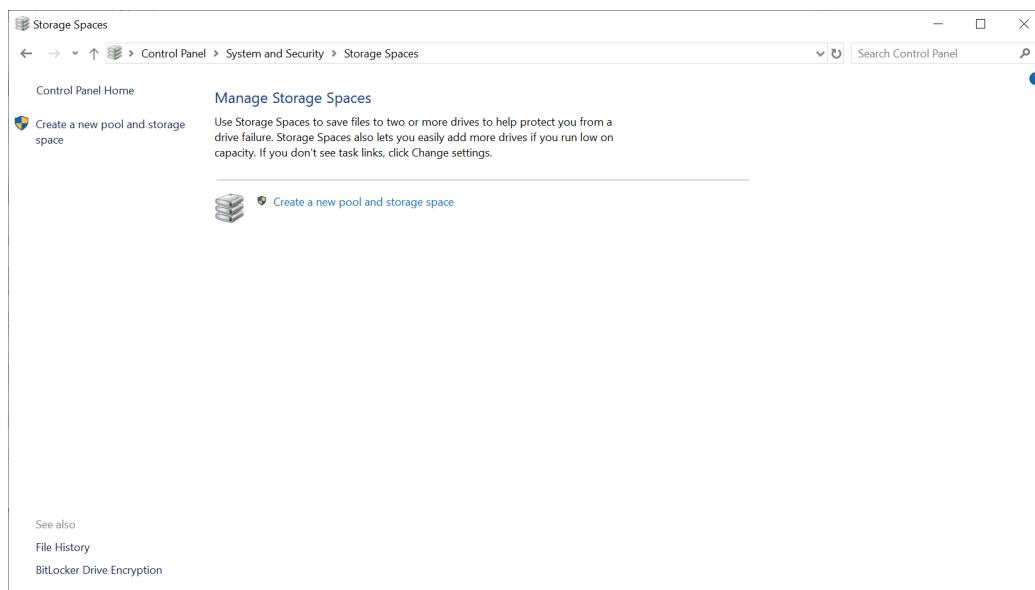 Storage Spaces
Control Panel > System and Security > Storage Spaces
Search Control Panel
Control Panel Home
Create a new pool and storage
space
Manage Storage Spaces
Use Storage Spaces to save files to two or more drives to help protect you from a
drive failure. Storage Spaces also lets you easily add more drives if you run low on
capacity. If you don't see task links, click Change settings.
Create a new pool and storage space
See also
File History
BitLocker Drive Encryption